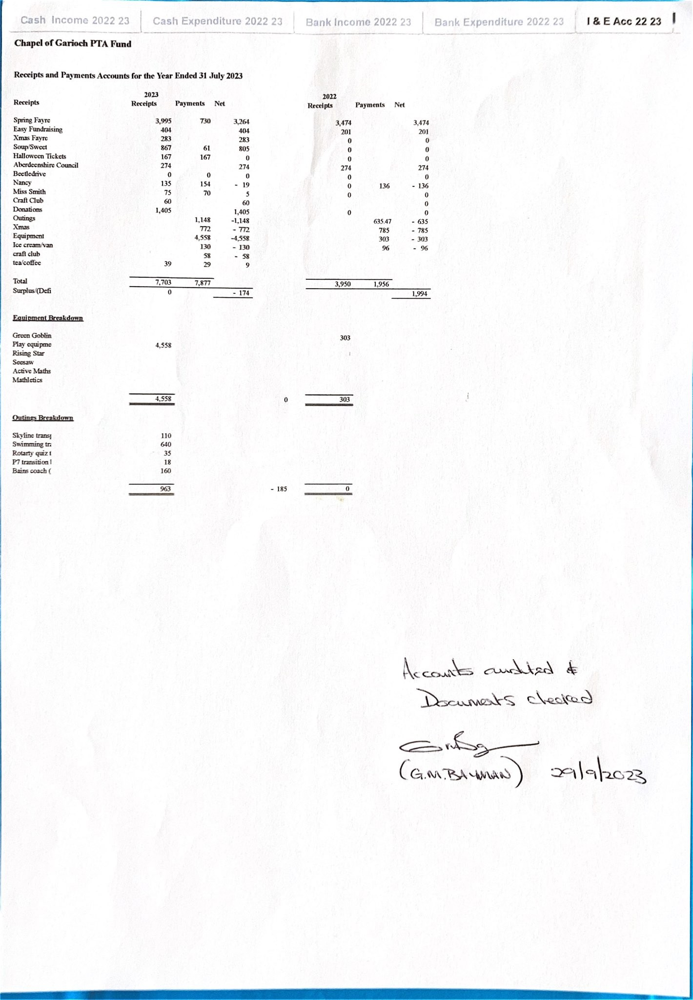 Cash Income 2022 23 Cash Expenditure 2022 23 Bank Income 2022 23 Bank Expenditure 2022 23 I & E Acc 22 23
Chapel of Garioch PTA Fund
Receipts and Payments Accounts for the Year Ended 31 July 2023
2023 2022
Receipts Receipts Payments Net Receipts Payments Net
Spring Fayre 3,995 730 3,264 3,474 3,474
Easy Fundraising 404 404 201 201
Xmas Fayre 283 283 0 0
Soup/Sweet 867 61 805 0 0
Halloween Tickets 167 167 0 0 0
Aberdeenshire Council 274 274 274 274
Beetledrive 0 0 0 0 0
Nancy 135 154 - 19 0 136 - 136
Miss Smith 75 70 5 0 0
Craft Club 60 60 0
Donations 1,405 1,405 0 0
Outings 1,148 -1,148 635.47 - 635
Xmas 772 - 772 785 - 785
Equipment 4,558 -4,558 303 - 303
Ice cream/van 130 - 130 96 - 96
craft club 58 - 58
tea/coffee 39 29 9
Total 7,703 7,877 3,950 1,956
Surplus/(Defi 0 - 174 1,994
Equipment Breakdown
Green Goblin 303
Play equipme 4,558
Rising Star
Seesaw
Active Maths
Mathletics
4,558 0 303
Outings Breakdown
Skyline transp 110
Swimming tra 640
Rotarty quiz t 35
P7 transition 18
Bains coach ( 160
963 - 185 0
Accounts audited &
Documents checked
(G.M.BAYMAN) 29/9/2023